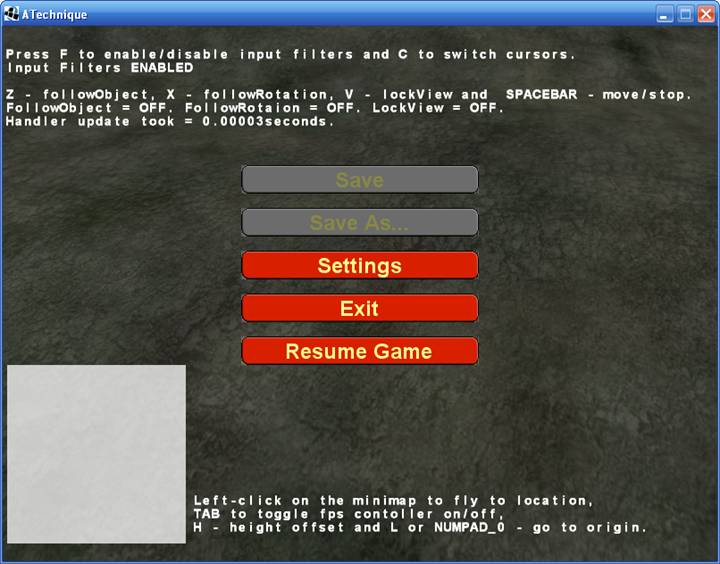 ATechnique
Press F to enable/disable input filters and C to switch cursors.
Input Filters ENABLED
Z - followObject, X - followRotation, V - lockView and SPACEBAR - move/stop.
FollowObject = OFF. FollowRotaion = OFF. LockView = OFF.
Handler update took = 0.00003seconds.
Save
Save As...
Settings
Exit
Resume Game
Left-click on the minimap to fly to location,
TAB to toggle fps contoller on/off,
H - height offset and L or NUMPAD_0 - go to origin.